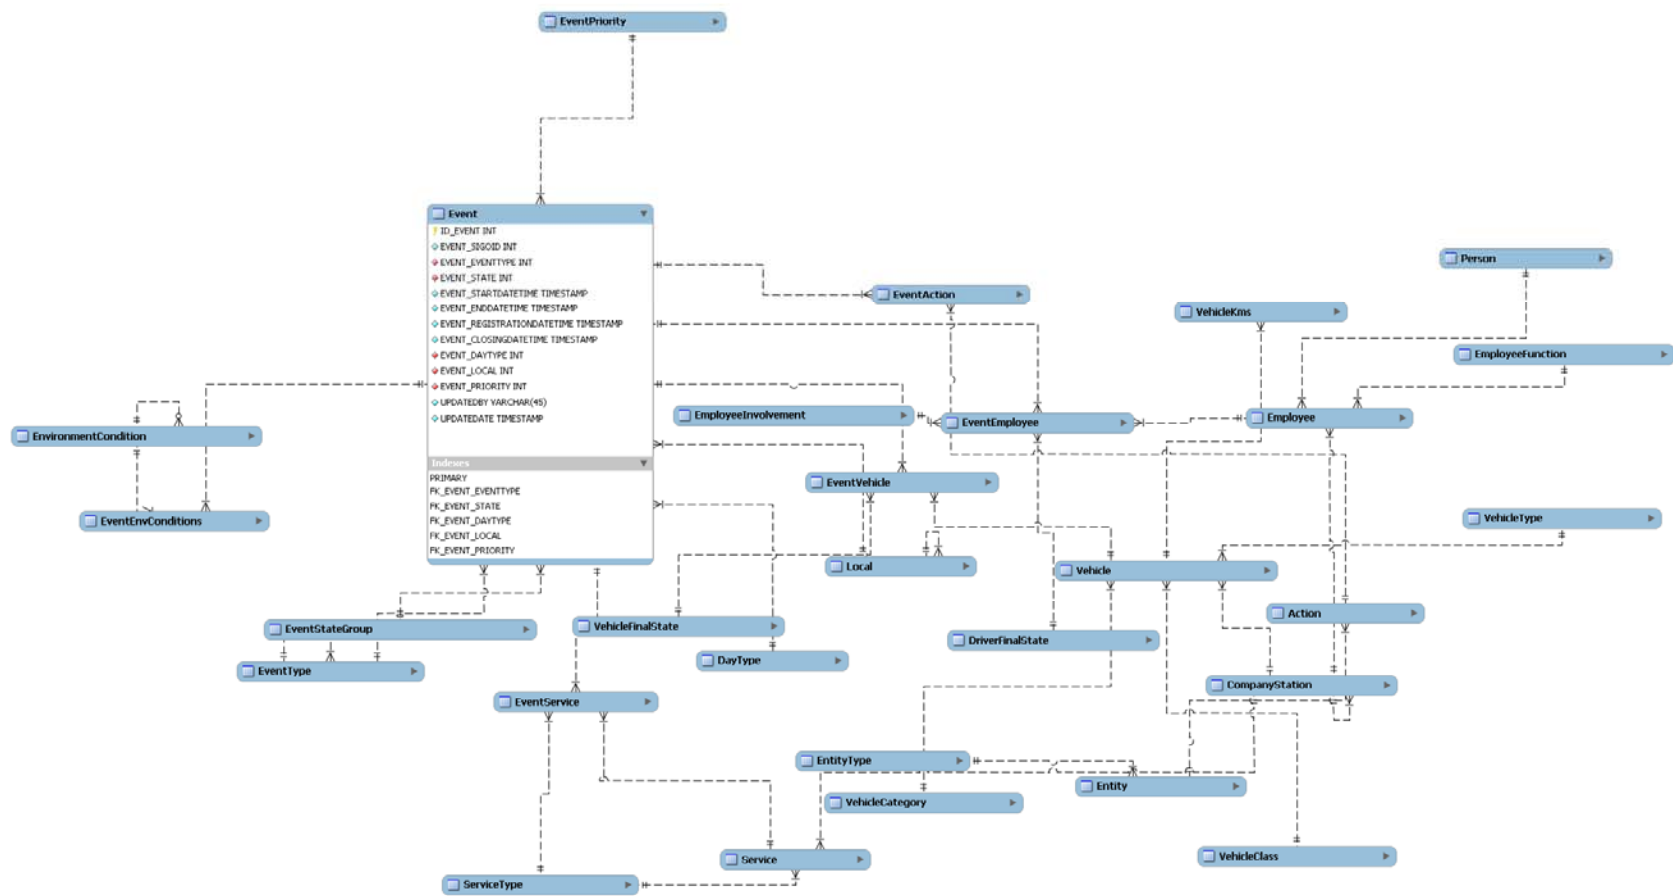 EventPriority
Event
ID_EVENT INT
EVENT_SIGOID INT
EVENT_EVENTTYPE INT
EVENT_STATE INT
EVENT_STARTDATETIME TIMESTAMP
EVENT_ENDDATETIME TIMESTAMP
EVENT_REGISTRATIONDATETIME TIMESTAMP
EVENT_CLOSINGDATETIME TIMESTAMP
EVENT_DAYTYPE INT
EVENT_LOCAL INT
EVENT_PRIORITY INT
UPDATEDBY VARCHAR(45)
UPDATEDATE TIMESTAMP
Indexes
PRIMARY
FK_EVENT_EVENTTYPE
FK_EVENT_STATE
FK_EVENT_DAYTYPE
FK_EVENT_LOCAL
FK_EVENT_PRIORITY
Person
EventAction
VehicleKms
EmployeeFunction
EmployeeInvolvement
EventEmployee
Employee
EnvironmentCondition
EventVehicle
EventEnvConditions
VehicleType
Local
Vehicle
Action
EventStateGroup
VehicleFinalState
DriverFinalState
DayType
EventType
CompanyStation
EventService
EntityType
Entity
VehicleCategory
Service
VehicleClass
ServiceType